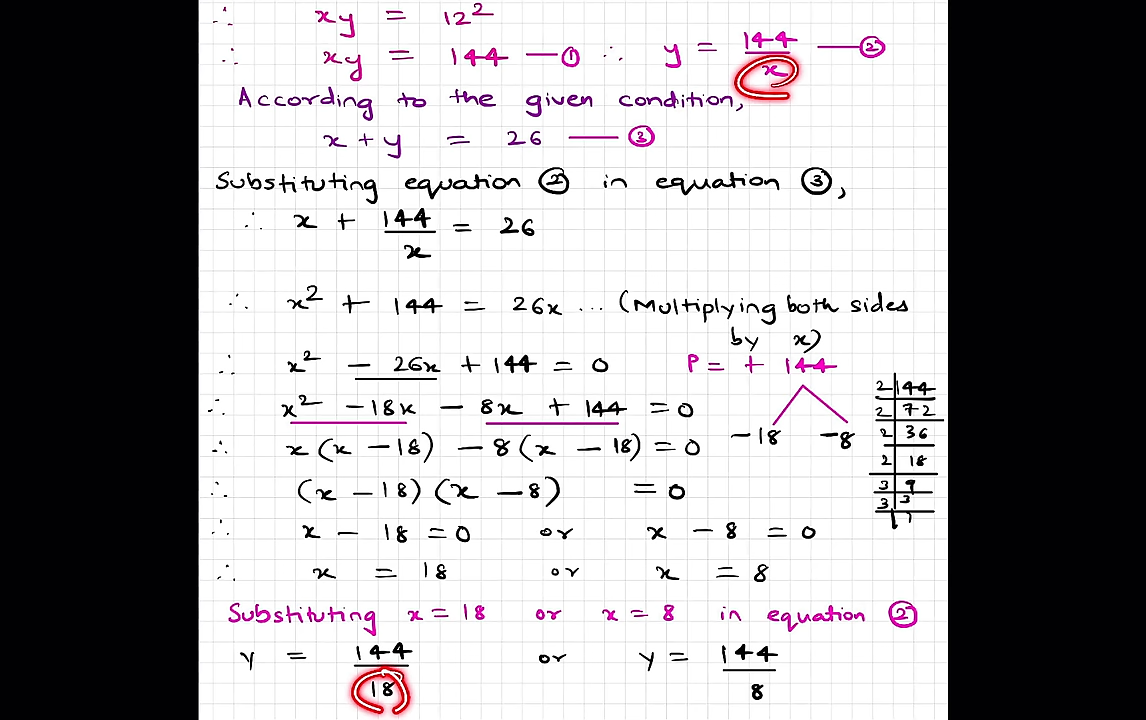 ∴ xy = 12²
∴ xy = 144 — ① ∴ y = 144/x — ②
According to the given condition,
x + y = 26 — ③
Substituting equation ② in equation ③,
∴ x + 144/x = 26
∴ x² + 144 = 26x ... (Multiplying both sides
by x)
∴ x² - 26x + 144 = 0 P = + 144
∴ x² - 18x - 8x + 144 = 0 -18 -8
∴ x(x - 18) - 8(x - 18) = 0
∴ (x - 18)(x - 8) = 0
∴ x - 18 = 0 or x - 8 = 0
∴ x = 18 or x = 8
2 | 144
2 | 72
2 | 36
2 | 18
3 | 9
3 | 3
1
Substituting x = 18 or x = 8 in equation ②
y = 144/18 or y = 144/8